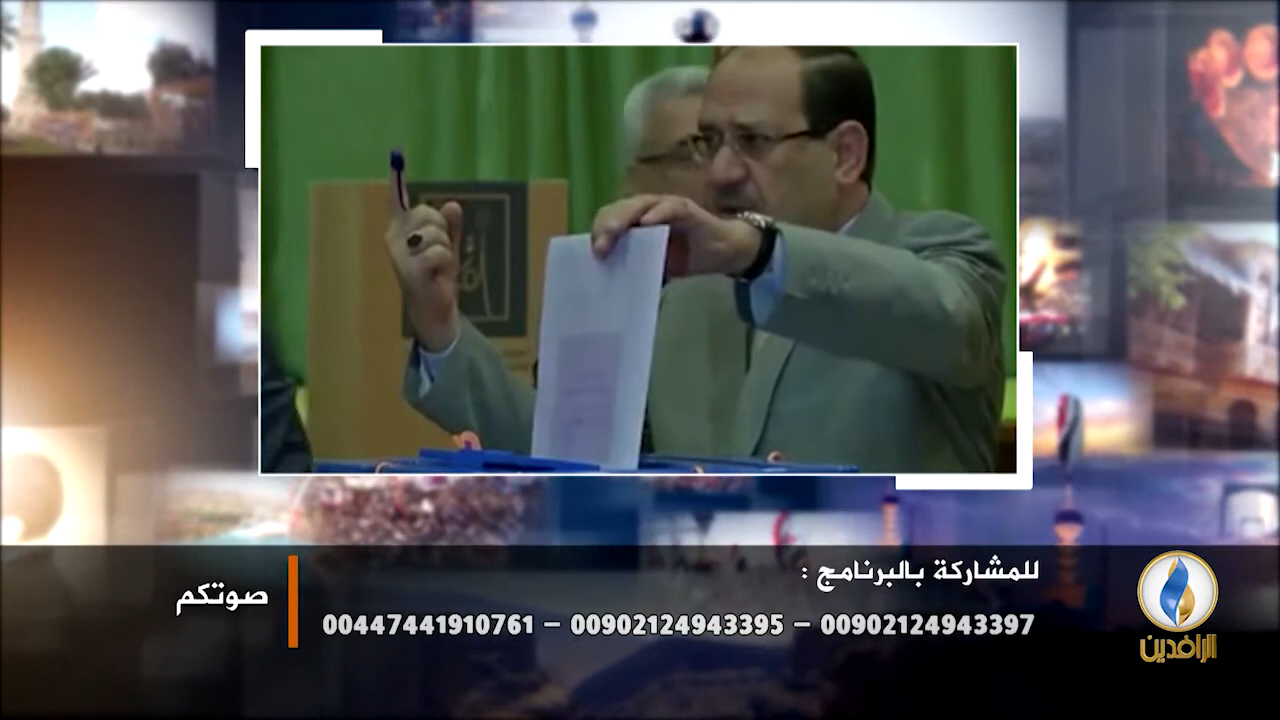 للمشاركة بالبرنامج :
00447441910761 – 00902124943395 – 00902124943397
صوتكم
الرافدين